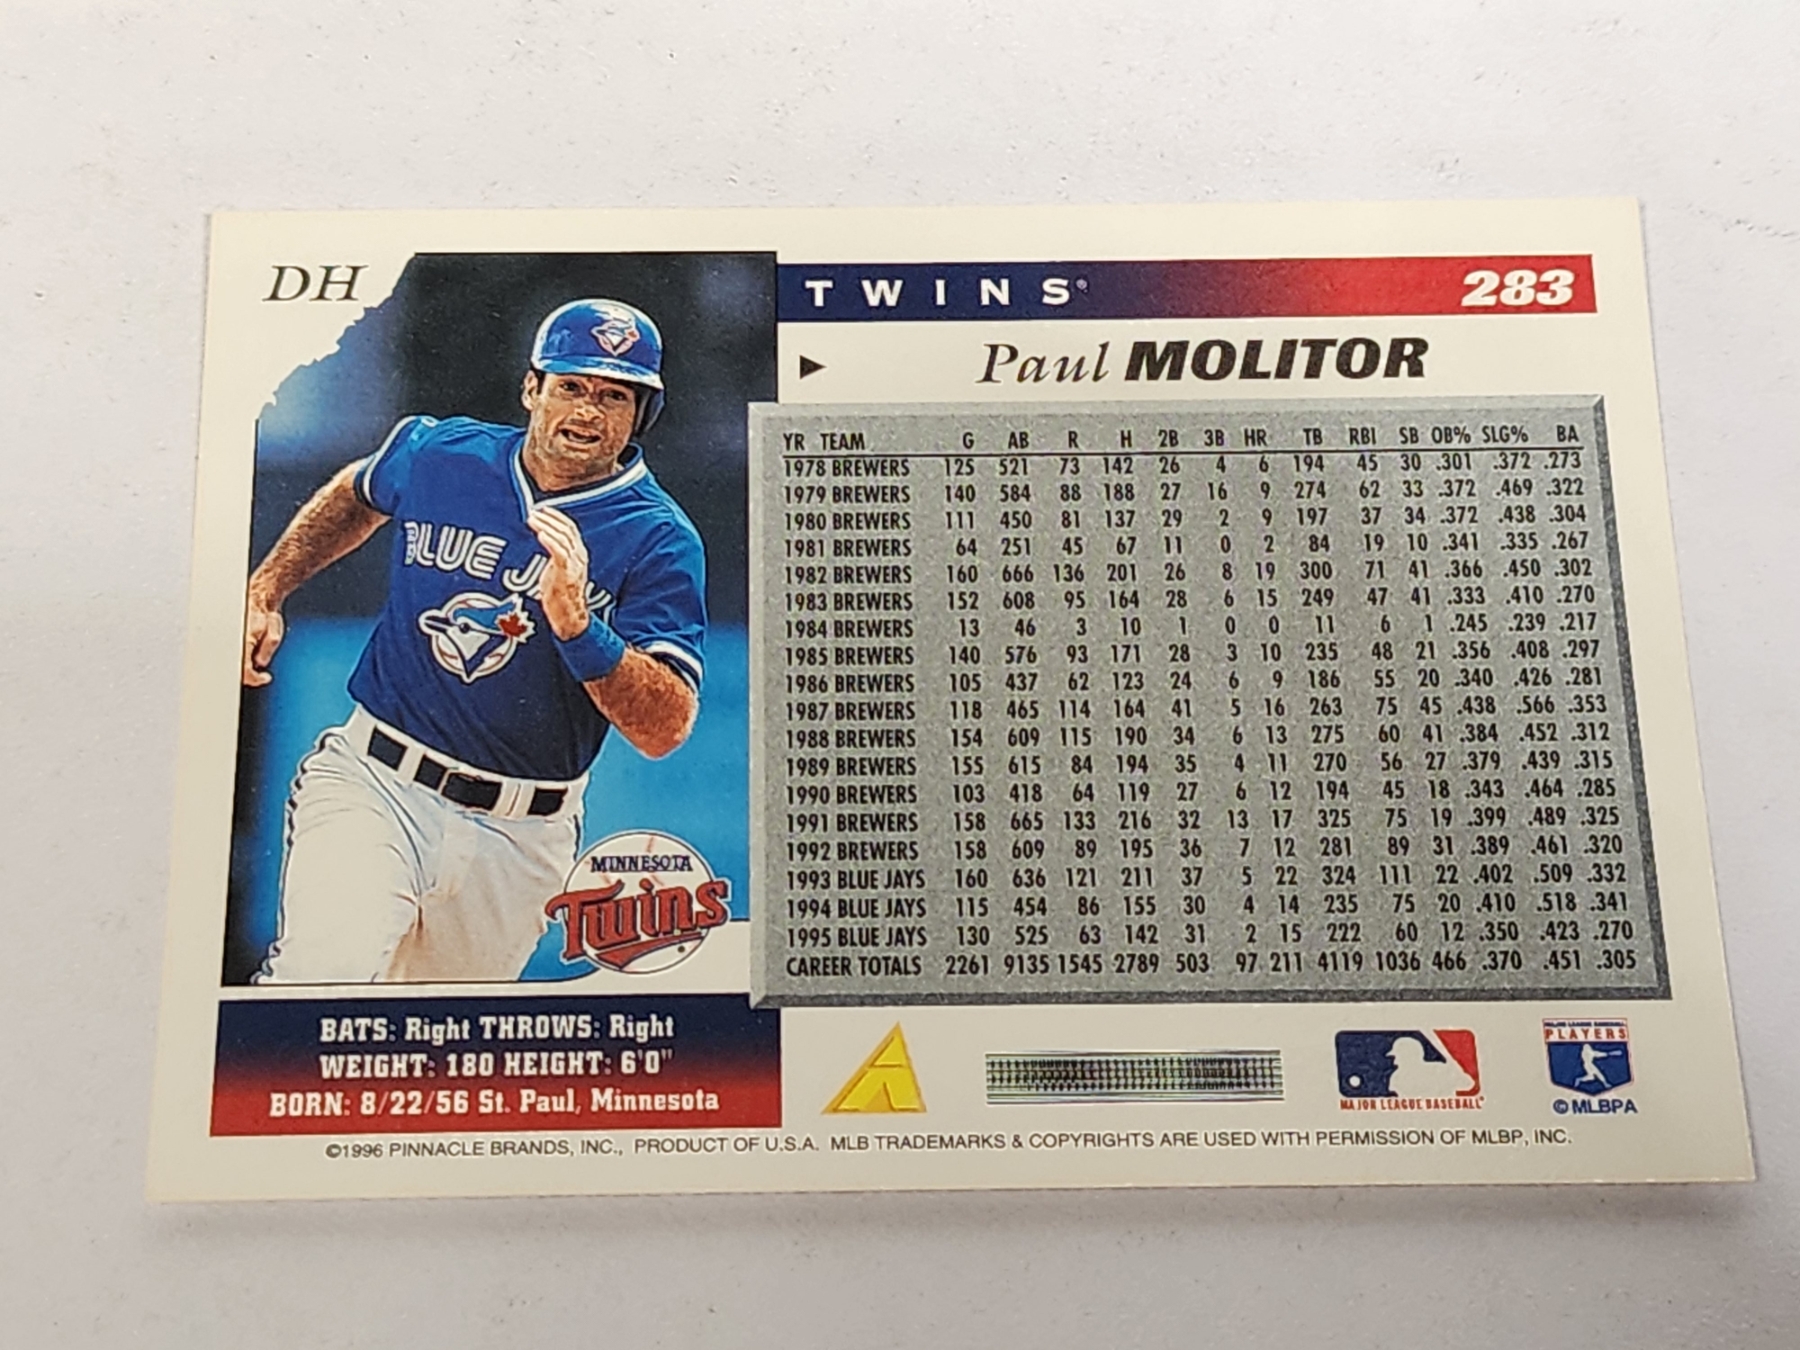 DH
TWINS® 283
Paul MOLITOR
YR TEAM G AB R H 2B 3B HR TB RBI SB OB% SLG% BA
1978 BREWERS 125 521 73 142 26 4 6 194 45 30 .301 .372 .273
1979 BREWERS 140 584 88 188 27 16 9 274 62 33 .372 .469 .322
1980 BREWERS 111 450 81 137 29 2 9 197 37 34 .372 .438 .304
1981 BREWERS 64 251 45 67 11 0 2 84 19 10 .341 .335 .267
1982 BREWERS 160 666 136 201 26 8 19 300 71 41 .366 .450 .302
1983 BREWERS 152 608 95 164 28 6 15 249 47 41 .333 .410 .270
1984 BREWERS 13 46 3 10 1 0 0 11 6 1 .245 .239 .217
1985 BREWERS 140 576 93 171 28 3 10 235 48 21 .356 .408 .297
1986 BREWERS 105 437 62 123 24 6 9 186 55 20 .340 .426 .281
1987 BREWERS 118 465 114 164 41 5 16 263 75 45 .438 .566 .353
1988 BREWERS 154 609 115 190 34 6 13 275 60 41 .384 .452 .312
1989 BREWERS 155 615 84 194 35 4 11 270 56 27 .379 .439 .315
1990 BREWERS 103 418 64 119 27 6 12 194 45 18 .343 .464 .285
1991 BREWERS 158 665 133 216 32 13 17 325 75 19 .399 .489 .325
1992 BREWERS 158 609 89 195 36 7 12 281 89 31 .389 .461 .320
1993 BLUE JAYS 160 636 121 211 37 5 22 324 111 22 .402 .509 .332
1994 BLUE JAYS 115 454 86 155 30 4 14 235 75 20 .410 .518 .341
1995 BLUE JAYS 130 525 63 142 31 2 15 222 60 12 .350 .423 .270
CAREER TOTALS 2261 9135 1545 2789 503 97 211 4119 1036 466 .370 .451 .305
BLUE JAYS
MINNESOTA
Twins
BATS: Right THROWS: Right
WEIGHT: 180 HEIGHT: 6'0"
BORN: 8/22/56 St. Paul, Minnesota
MAJOR LEAGUE BASEBALL
MAJOR LEAGUE BASEBALL
PLAYERS
© MLBPA
©1996 PINNACLE BRANDS, INC., PRODUCT OF U.S.A. MLB TRADEMARKS & COPYRIGHTS ARE USED WITH PERMISSION OF MLBP, INC.